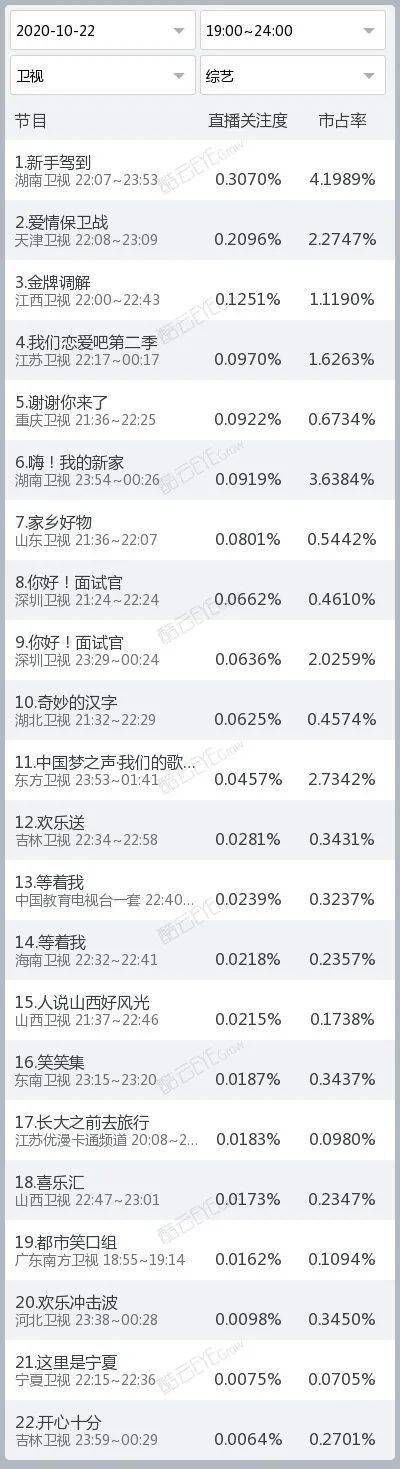 2020-10-22 19:00~24:00
卫视 综艺
节目 直播关注度 市占率
1.新手驾到
湖南卫视 22:07~23:53 0.3070% 4.1989%
2.爱情保卫战
天津卫视 22:08~23:09 0.2096% 2.2747%
3.金牌调解
江西卫视 22:00~22:43 0.1251% 1.1190%
4.我们恋爱吧第二季
江苏卫视 22:17~00:17 0.0970% 1.6263%
5.谢谢你来了
重庆卫视 21:36~22:25 0.0922% 0.6734%
6.嗨！我的新家
湖南卫视 23:54~00:26 0.0919% 3.6384%
7.家乡好物
山东卫视 21:36~22:07 0.0801% 0.5442%
8.你好！面试官
深圳卫视 21:24~22:24 0.0662% 0.4610%
9.你好！面试官
深圳卫视 23:29~00:24 0.0636% 2.0259%
10.奇妙的汉字
湖北卫视 21:32~22:29 0.0625% 0.4574%
11.中国梦之声·我们的歌...
东方卫视 23:53~01:41 0.0457% 2.7342%
12.欢乐送
吉林卫视 22:34~22:58 0.0281% 0.3431%
13.等着我
中国教育电视台一套 22:40... 0.0239% 0.3237%
14.等着我
海南卫视 22:32~22:41 0.0218% 0.2357%
15.人说山西好风光
山西卫视 21:37~22:46 0.0215% 0.1738%
16.笑笑集
东南卫视 23:15~23:20 0.0187% 0.3437%
17.长大之前去旅行
江苏优漫卡通频道 20:08~2... 0.0183% 0.0980%
18.喜乐汇
山西卫视 22:47~23:01 0.0173% 0.2347%
19.都市笑口组
广东南方卫视 18:55~19:14 0.0162% 0.1094%
20.欢乐冲击波
河北卫视 23:38~00:28 0.0098% 0.3450%
21.这里是宁夏
宁夏卫视 22:15~22:36 0.0075% 0.0705%
22.开心十分
吉林卫视 23:59~00:29 0.0064% 0.2701%
酷云EYEGrow